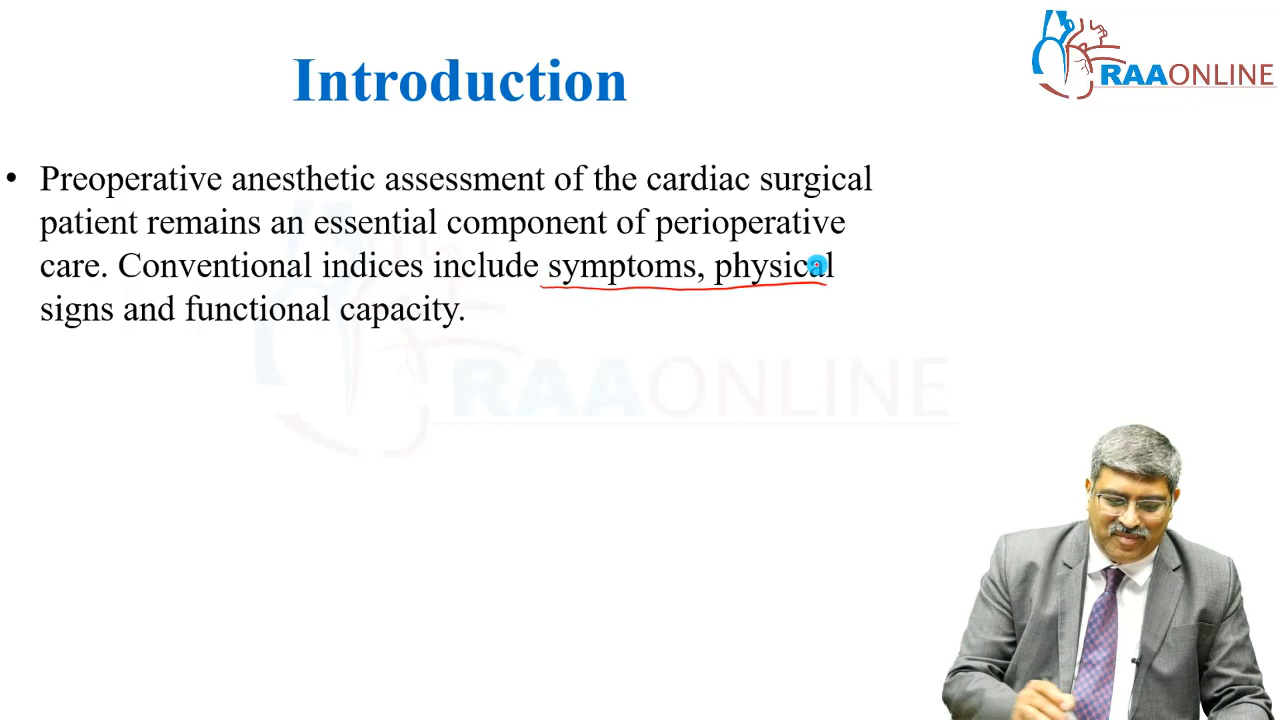 RAAONLINE
Introduction
• Preoperative anesthetic assessment of the cardiac surgical
patient remains an essential component of perioperative
care. Conventional indices include symptoms, physical
signs and functional capacity.
RAAONLINE